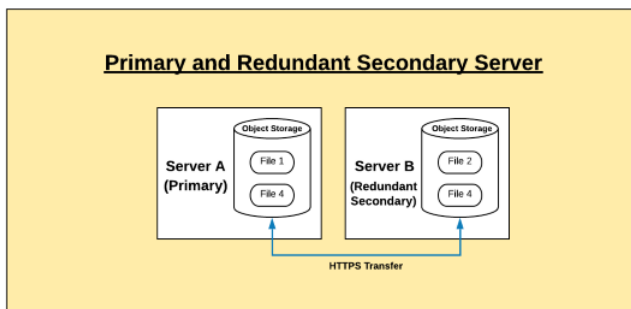 Primary and Redundant Secondary Server
Object Storage
Server A
(Primary)
File 1
File 4
Object Storage
Server B
(Redundant
Secondary)
File 2
File 4
HTTPS Transfer